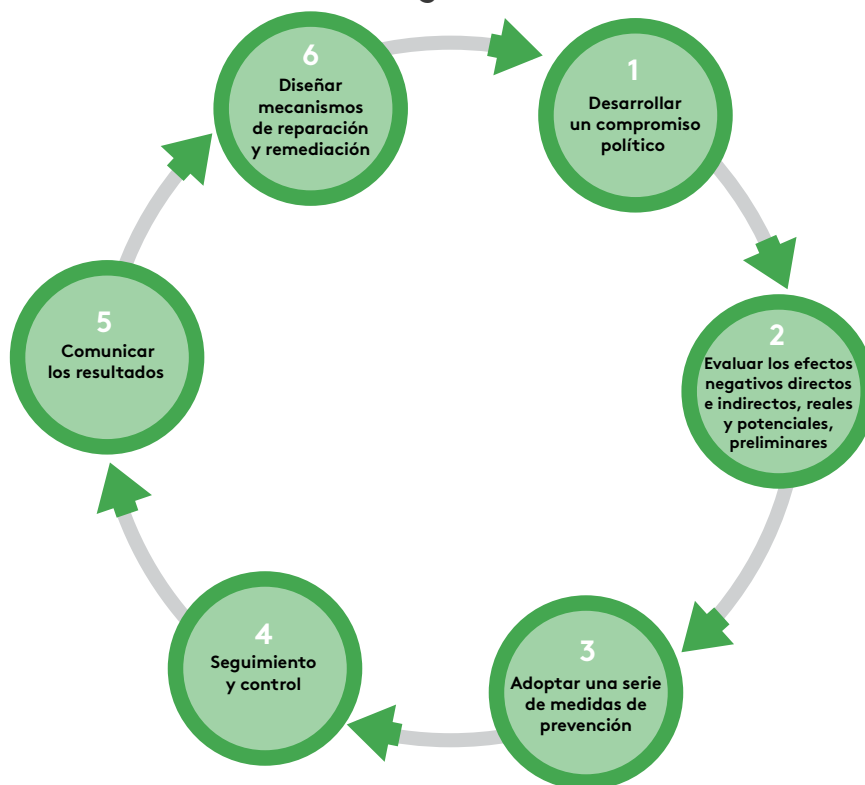 1
Desarrollar
un compromiso
político
2
Evaluar los efectos
negativos directos
e indirectos, reales
y potenciales,
preliminares
3
Adoptar una serie
de medidas de
prevención
4
Seguimiento
y control
5
Comunicar
los resultados
6
Diseñar
mecanismos
de reparación
y remediación